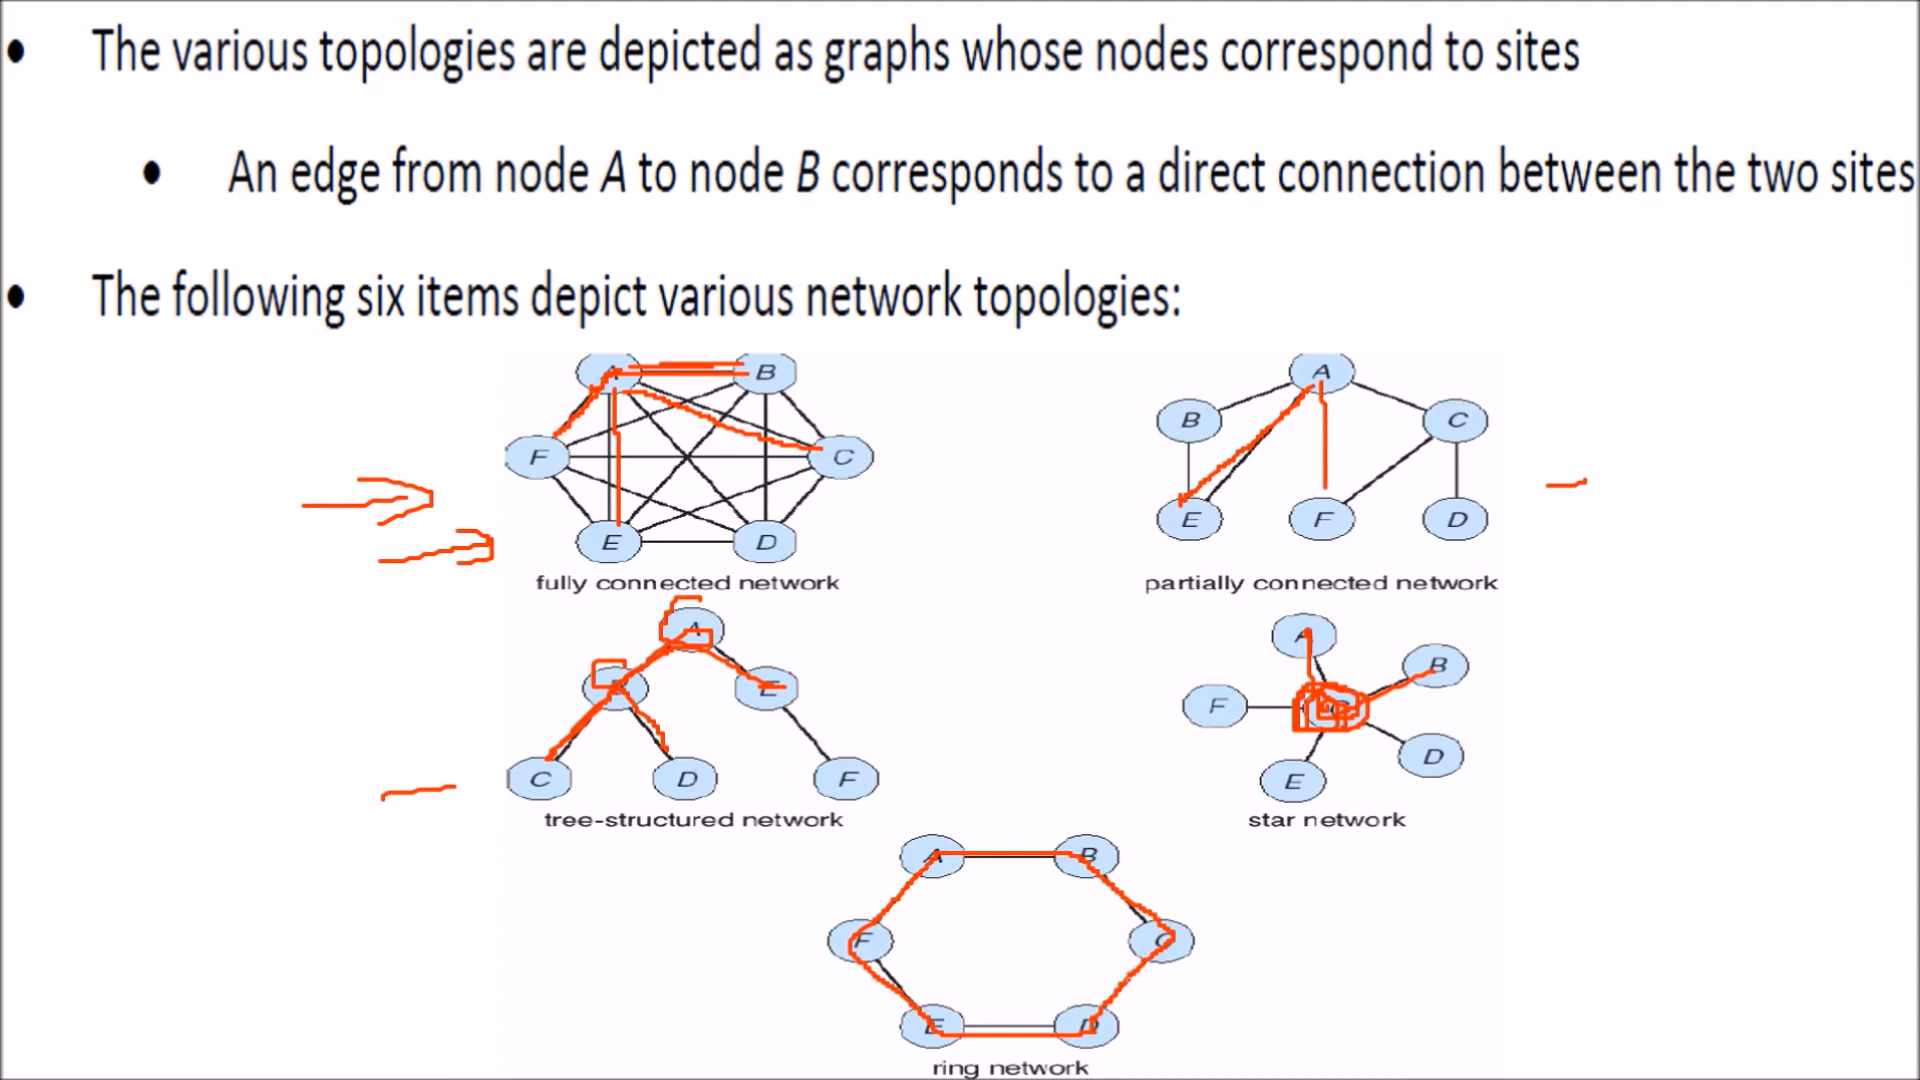 • The various topologies are depicted as graphs whose nodes correspond to sites
• An edge from node A to node B corresponds to a direct connection between the two sites
• The following six items depict various network topologies:
A B
F C
E D
fully connected network
A
B C
E F D
partially connected network
A
E
C D F
tree-structured network
A
B
F
D
E
star network
A B
F C
E D
ring network